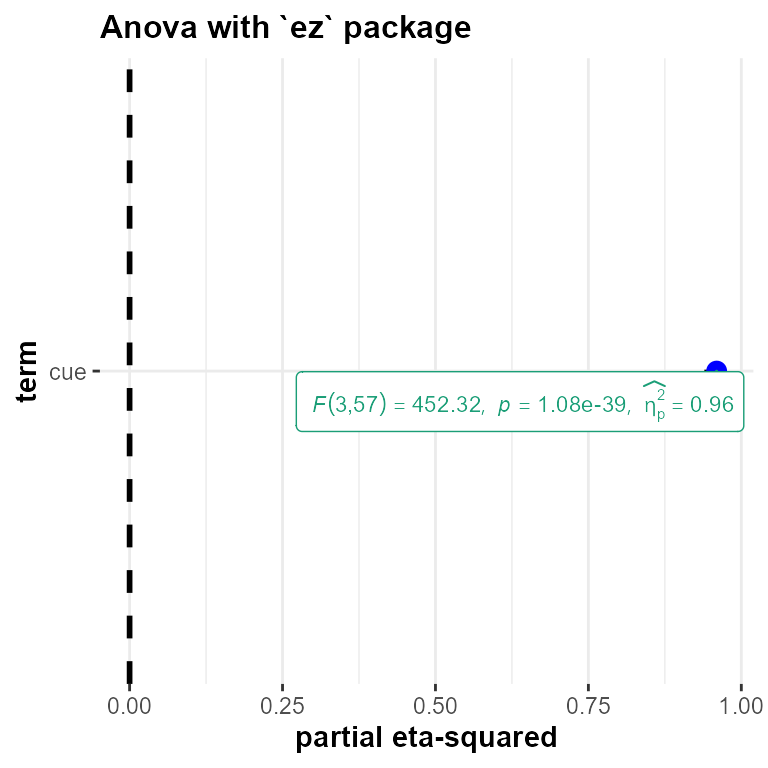 Anova with `ez` package
term
cue
F(3,57) = 452.32, p = 1.08e-39, η̂²ₚ = 0.96
0.00 0.25 0.50 0.75 1.00
partial eta-squared